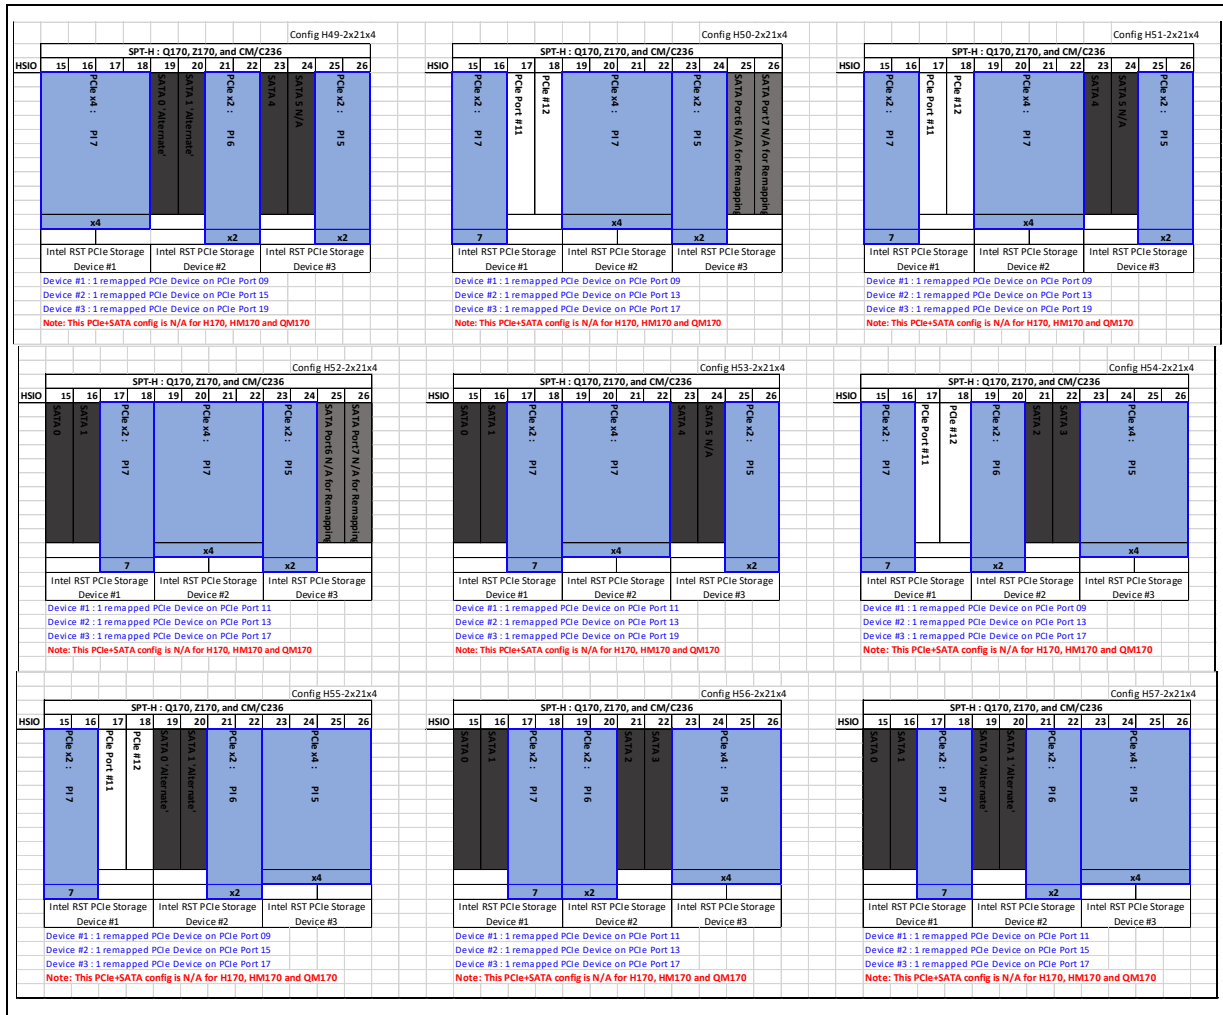 Config H49-2x21x4
SPT-H : Q170, Z170, and CM/C236
HSIO 15 16 17 18 19 20 21 22 23 24 25 26
PCIe x4 : PI 7
SATA 0 'Alternate'
SATA 1 'Alternate'
PCIe x2 : PI 6
SATA 4
SATA 5 N/A
PCIe x2 : PI 5
x4
x2 x2
Intel RST PCIe Storage Device #1
Intel RST PCIe Storage Device #2
Intel RST PCIe Storage Device #3
Device #1 : 1 remapped PCIe Device on PCIe Port 09
Device #2 : 1 remapped PCIe Device on PCIe Port 15
Device #3 : 1 remapped PCIe Device on PCIe Port 19
Note: This PCIe+SATA config is N/A for H170, HM170 and QM170
Config H50-2x21x4
SPT-H : Q170, Z170, and CM/C236
HSIO 15 16 17 18 19 20 21 22 23 24 25 26
PCIe x2 : PI 7
PCIe Port #11
PCIe #12
PCIe x4 : PI 7
PCIe x2 : PI 5
SATA Port6 N/A for Remapping
SATA Port7 N/A for Remapping
x4
7 x2
Intel RST PCIe Storage Device #1
Intel RST PCIe Storage Device #2
Intel RST PCIe Storage Device #3
Device #1 : 1 remapped PCIe Device on PCIe Port 09
Device #2 : 1 remapped PCIe Device on PCIe Port 13
Device #3 : 1 remapped PCIe Device on PCIe Port 17
Note: This PCIe+SATA config is N/A for H170, HM170 and QM170
Config H51-2x21x4
SPT-H : Q170, Z170, and CM/C236
HSIO 15 16 17 18 19 20 21 22 23 24 25 26
PCIe x2 : PI 7
PCIe Port #11
PCIe #12
PCIe x4 : PI 7
SATA 4
SATA 5 N/A
PCIe x2 : PI 5
x4
7 x2
Intel RST PCIe Storage Device #1
Intel RST PCIe Storage Device #2
Intel RST PCIe Storage Device #3
Device #1 : 1 remapped PCIe Device on PCIe Port 09
Device #2 : 1 remapped PCIe Device on PCIe Port 13
Device #3 : 1 remapped PCIe Device on PCIe Port 19
Note: This PCIe+SATA config is N/A for H170, HM170 and QM170
Config H52-2x21x4
SPT-H : Q170, Z170, and CM/C236
HSIO 15 16 17 18 19 20 21 22 23 24 25 26
SATA 0
SATA 1
PCIe x2 : PI7
PCIe x4 : PI7
PCIe x2 : PI 5
SATA Port6 N/A for Remapping
SATA Port7 N/A for Remapping
x4
7 x2
Intel RST PCIe Storage Device #1
Intel RST PCIe Storage Device #2
Intel RST PCIe Storage Device #3
Device #1 : 1 remapped PCIe Device on PCIe Port 11
Device #2 : 1 remapped PCIe Device on PCIe Port 13
Device #3 : 1 remapped PCIe Device on PCIe Port 17
Note: This PCIe+SATA config is N/A for H170, HM170 and QM170
Config H53-2x21x4
SPT-H : Q170, Z170, and CM/C236
HSIO 15 16 17 18 19 20 21 22 23 24 25 26
SATA 0
SATA 1
PCIe x2 : PI7
PCIe x4 : PI7
SATA 4
SATA 5 N/A
PCIe x2 : PI 5
x4
7 x2
Intel RST PCIe Storage Device #1
Intel RST PCIe Storage Device #2
Intel RST PCIe Storage Device #3
Device #1 : 1 remapped PCIe Device on PCIe Port 11
Device #2 : 1 remapped PCIe Device on PCIe Port 13
Device #3 : 1 remapped PCIe Device on PCIe Port 19
Note: This PCIe+SATA config is N/A for H170, HM170 and QM170
Config H54-2x21x4
SPT-H : Q170, Z170, and CM/C236
HSIO 15 16 17 18 19 20 21 22 23 24 25 26
PCIe x2 : PI7
PCIe Port #11
PCIe #12
PCIe x2 : PI6
SATA 2
SATA 3
PCIe x4 : PI 5
x4
7 x2
Intel RST PCIe Storage Device #1
Intel RST PCIe Storage Device #2
Intel RST PCIe Storage Device #3
Device #1 : 1 remapped PCIe Device on PCIe Port 09
Device #2 : 1 remapped PCIe Device on PCIe Port 13
Device #3 : 1 remapped PCIe Device on PCIe Port 17
Note: This PCIe+SATA config is N/A for H170, HM170 and QM170
Config H55-2x21x4
SPT-H : Q170, Z170, and CM/C236
HSIO 15 16 17 18 19 20 21 22 23 24 25 26
PCIe x2 : PI 7
PCIe Port #11
PCIe #12
SATA 0 'Alternate'
SATA 1 'Alternate'
PCIe x2 : PI 6
PCIe x4 : PI 5
x4
7 x2
Intel RST PCIe Storage Device #1
Intel RST PCIe Storage Device #2
Intel RST PCIe Storage Device #3
Device #1 : 1 remapped PCIe Device on PCIe Port 09
Device #2 : 1 remapped PCIe Device on PCIe Port 15
Device #3 : 1 remapped PCIe Device on PCIe Port 17
Note: This PCIe+SATA config is N/A for H170, HM170 and QM170
Config H56-2x21x4
SPT-H : Q170, Z170, and CM/C236
HSIO 15 16 17 18 19 20 21 22 23 24 25 26
SATA 0
SATA 1
PCIe x2 : PI 7
PCIe x2 : PI 6
SATA 2
SATA 3
PCIe x4 : PI 5
x4
7 x2
Intel RST PCIe Storage Device #1
Intel RST PCIe Storage Device #2
Intel RST PCIe Storage Device #3
Device #1 : 1 remapped PCIe Device on PCIe Port 11
Device #2 : 1 remapped PCIe Device on PCIe Port 13
Device #3 : 1 remapped PCIe Device on PCIe Port 17
Note: This PCIe+SATA config is N/A for H170, HM170 and QM170
Config H57-2x21x4
SPT-H : Q170, Z170, and CM/C236
HSIO 15 16 17 18 19 20 21 22 23 24 25 26
SATA 0
SATA 1
PCIe x2 : PI 7
SATA 0 'Alternate'
SATA 1 'Alternate'
PCIe x2 : PI 6
PCIe x4 : PI 5
x4
7 x2
Intel RST PCIe Storage Device #1
Intel RST PCIe Storage Device #2
Intel RST PCIe Storage Device #3
Device #1 : 1 remapped PCIe Device on PCIe Port 11
Device #2 : 1 remapped PCIe Device on PCIe Port 15
Device #3 : 1 remapped PCIe Device on PCIe Port 17
Note: This PCIe+SATA config is N/A for H170, HM170 and QM170